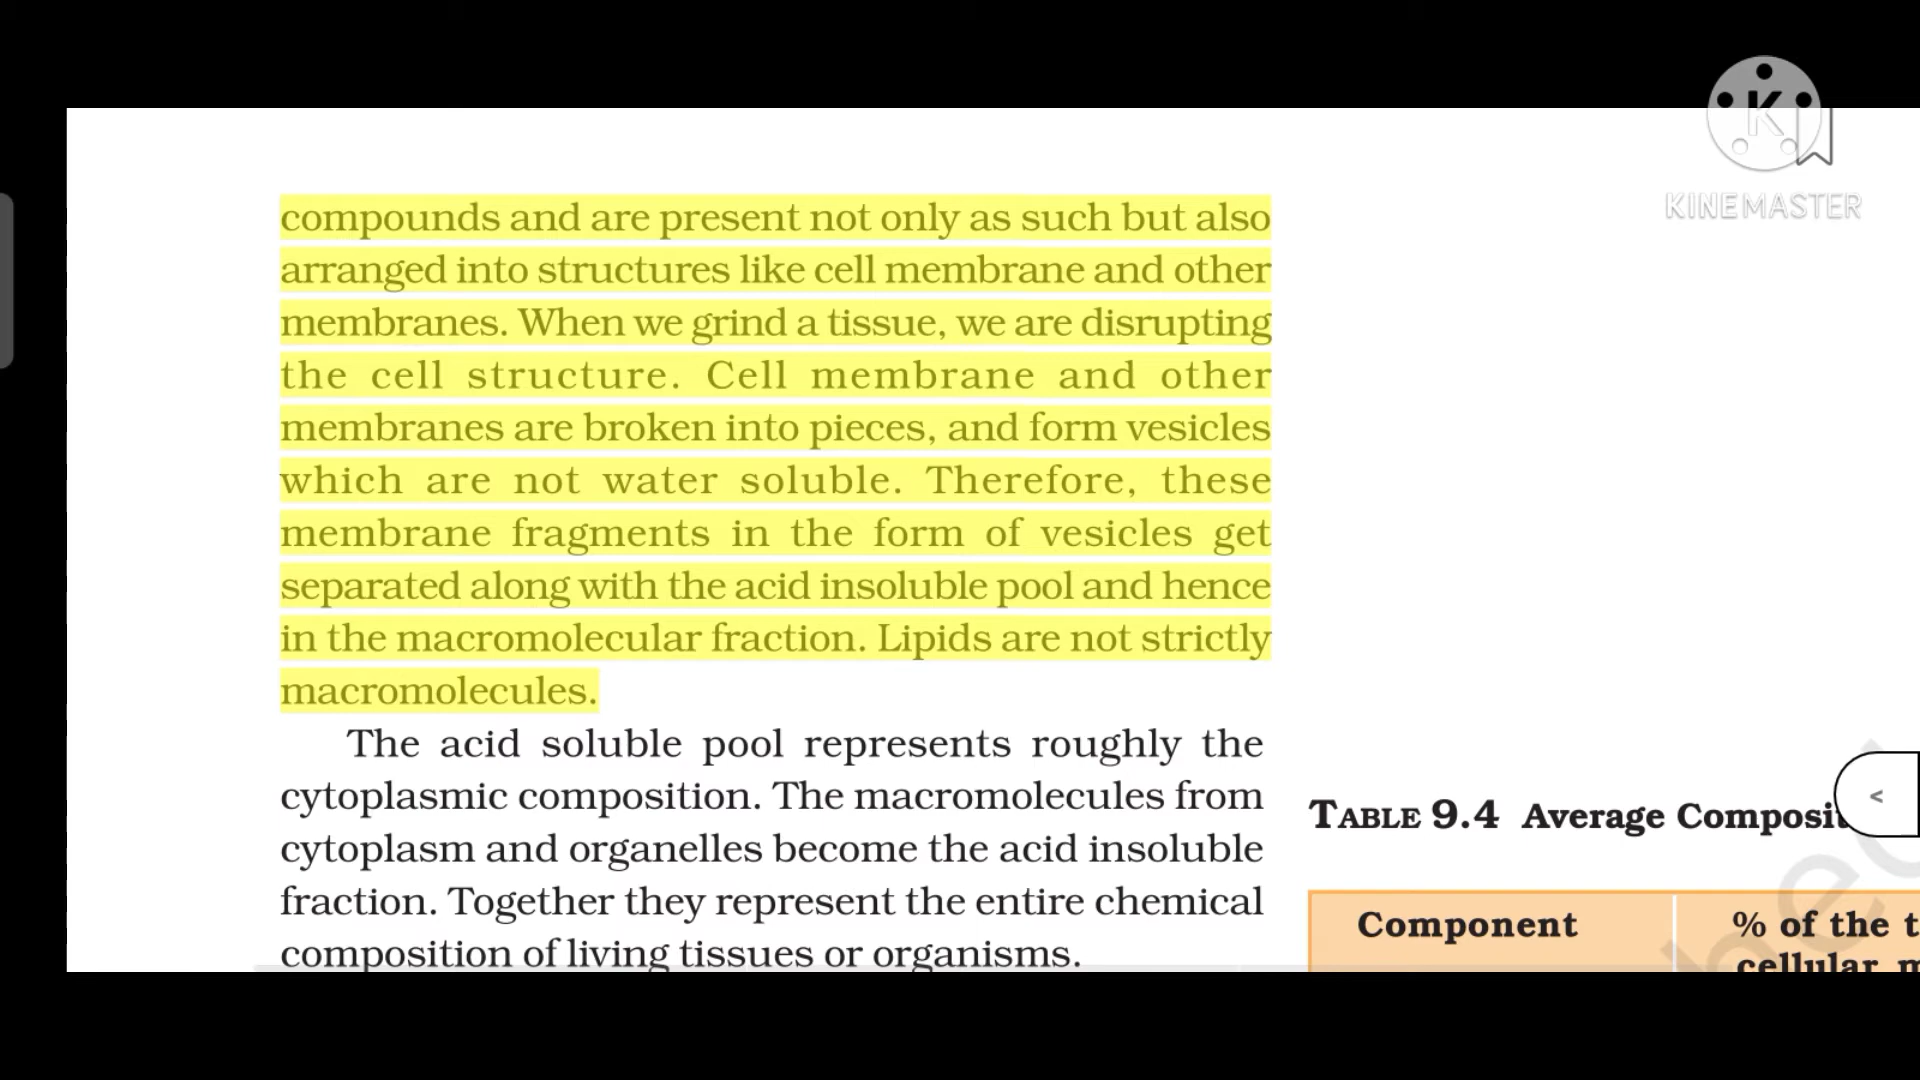 KINEMASTER
compounds and are present not only as such but also
arranged into structures like cell membrane and other
membranes. When we grind a tissue, we are disrupting
the cell structure. Cell membrane and other
membranes are broken into pieces, and form vesicles
which are not water soluble. Therefore, these
membrane fragments in the form of vesicles get
separated along with the acid insoluble pool and hence
in the macromolecular fraction. Lipids are not strictly
macromolecules.
The acid soluble pool represents roughly the
cytoplasmic composition. The macromolecules from
cytoplasm and organelles become the acid insoluble
fraction. Together they represent the entire chemical
composition of living tissues or organisms.
TABLE 9.4 Average Composit
Component
% of the t
cellular m